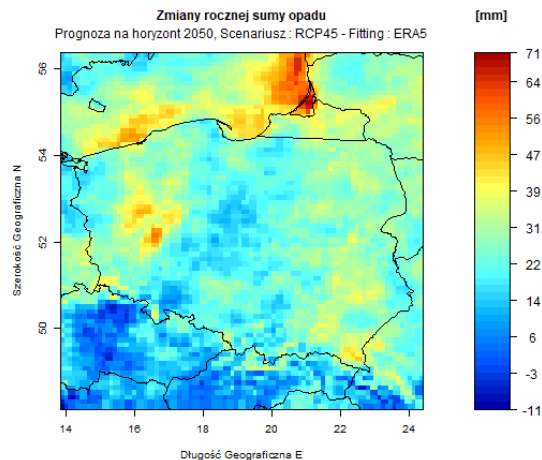 Zmiany rocznej sumy opadu
[mm]
Prognoza na horyzont 2050, Scenariusz : RCP45 - Fitting : ERA5
Szerokość Geograficzna N
56
54
52
50
14 16 18 20 22 24
Długość Geograficzna E
71
64
56
47
39
31
22
14
6
-3
-11